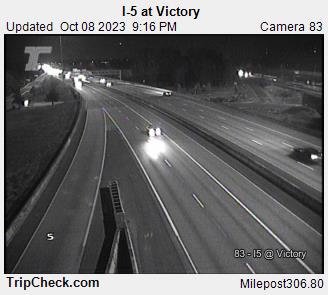 I-5 at Victory
Updated Oct 08 2023 9:16 PM Camera 83
S
83 - I5 @ Victory
TripCheck.com Milepost306.80